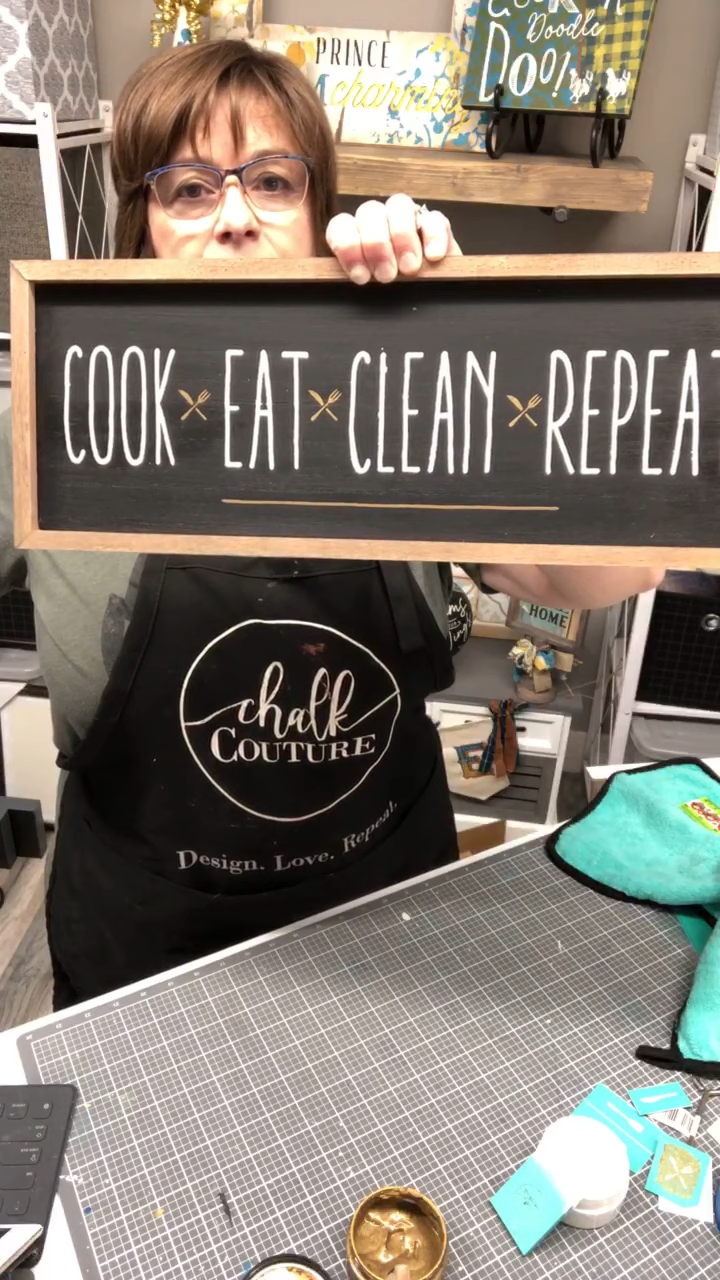 PRINCE
charming
Doodle
Doo!
COOK EAT CLEAN REPEAT
HOME
chalk
COUTURE
Design. Love. Repeat.